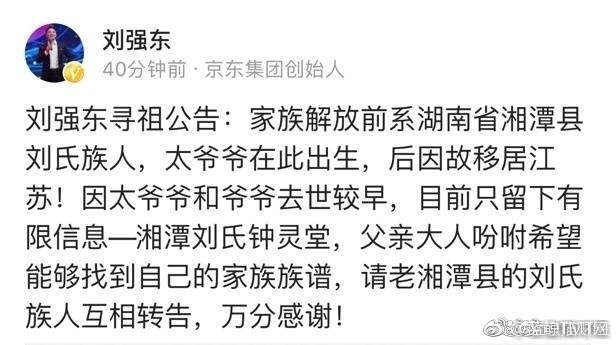 刘强东
40分钟前·京东集团创始人
刘强东寻祖公告：家族解放前系湖南省湘潭县
刘氏族人，太爷爷在此出生，后因故移居江
苏！因太爷爷和爷爷去世较早，目前只留下有
限信息—湘潭刘氏钟灵堂，父亲大人吩咐希望
能够找到自己的家族族谱，请老湘潭县的刘氏
族人互相转告，万分感谢！